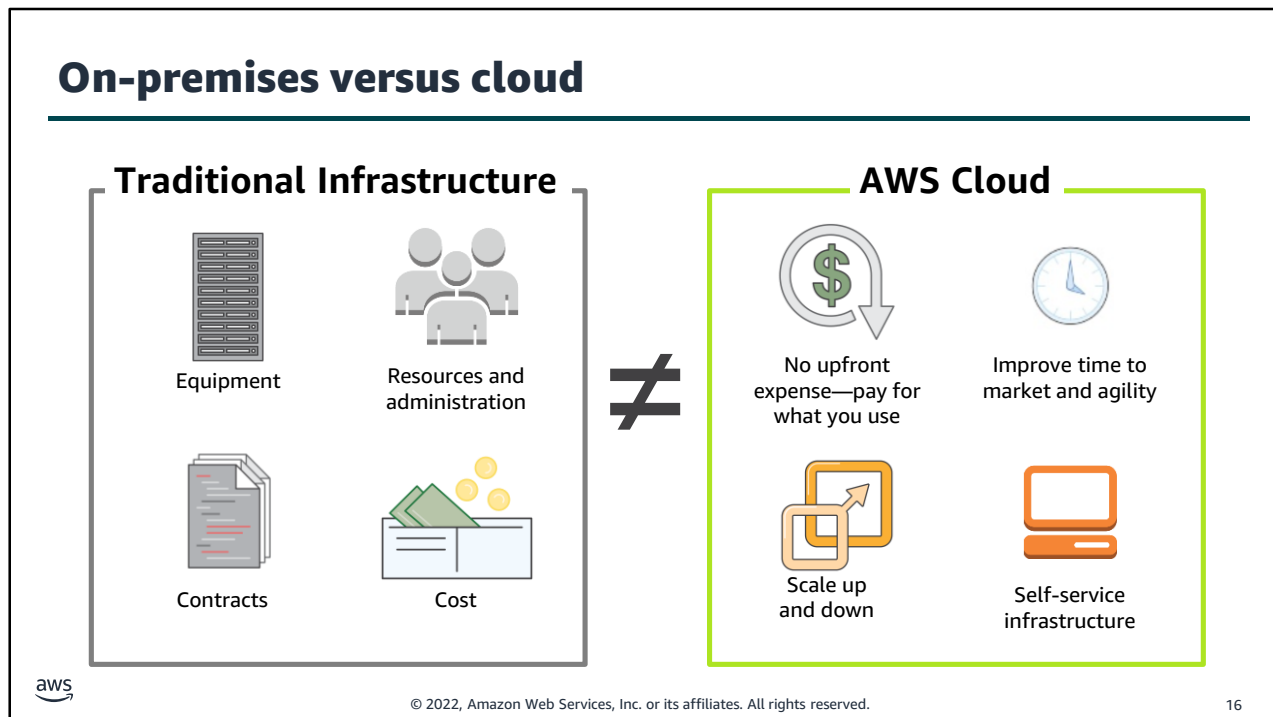 On-premises versus cloud
Traditional Infrastructure
Equipment
Resources and
administration
Contracts
Cost
≠
AWS Cloud
$
No upfront
expense—pay for
what you use
Improve time to
market and agility
Scale up
and down
Self-service
infrastructure
aws
© 2022, Amazon Web Services, Inc. or its affiliates. All rights reserved.
16